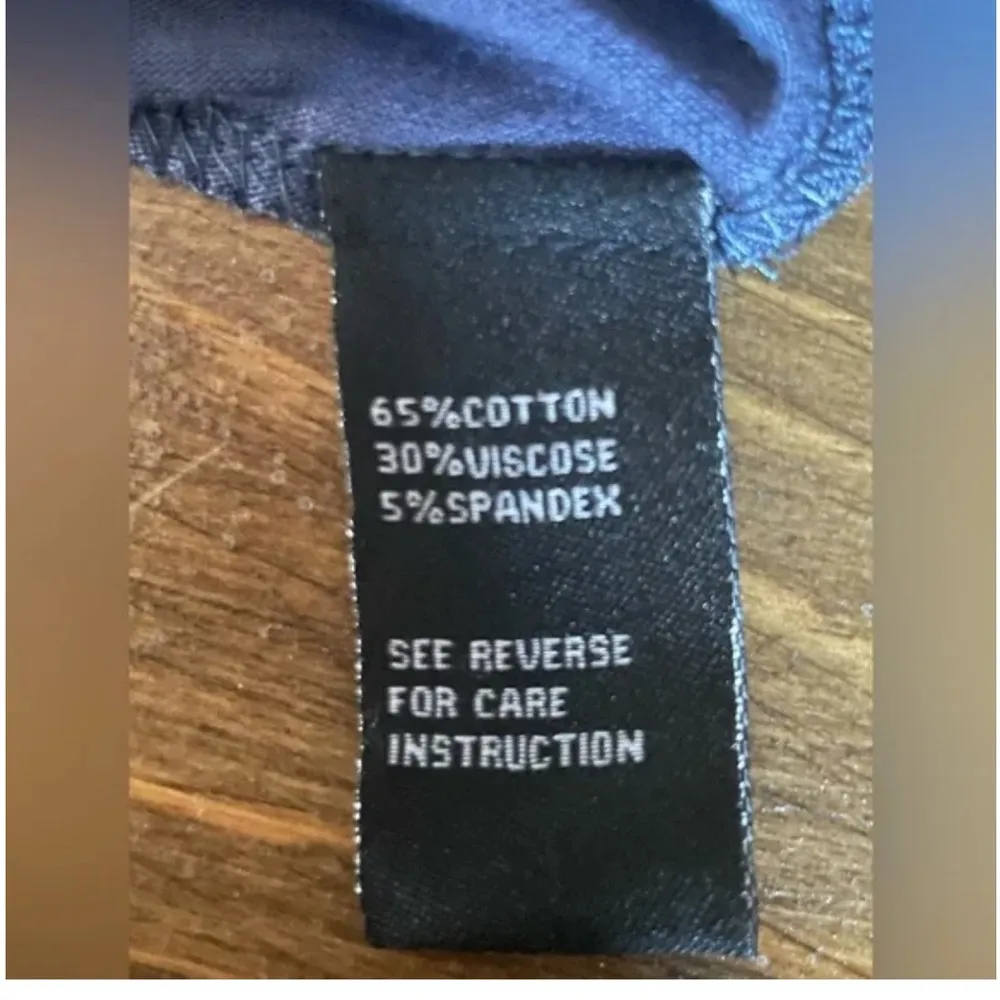 65%COTTON
30%VISCOSE
5%SPANDEX
SEE REVERSE
FOR CARE
INSTRUCTION